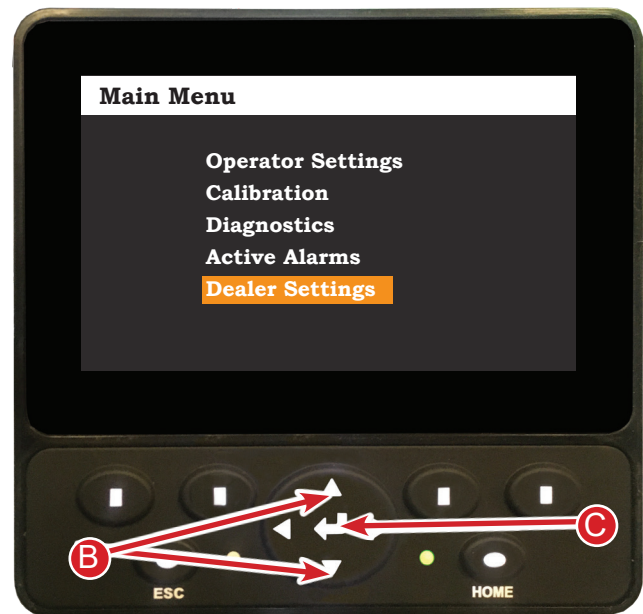 Main Menu
Operator Settings
Calibration
Diagnostics
Active Alarms
Dealer Settings
B
C
ESC
HOME